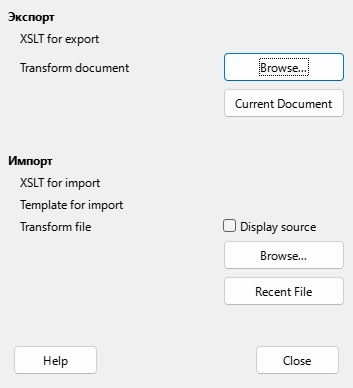 Экспорт
XSLT for export
Transform document
Browse...
Current Document
Импорт
XSLT for import
Template for import
Transform file
Display source
Browse...
Recent File
Help
Close